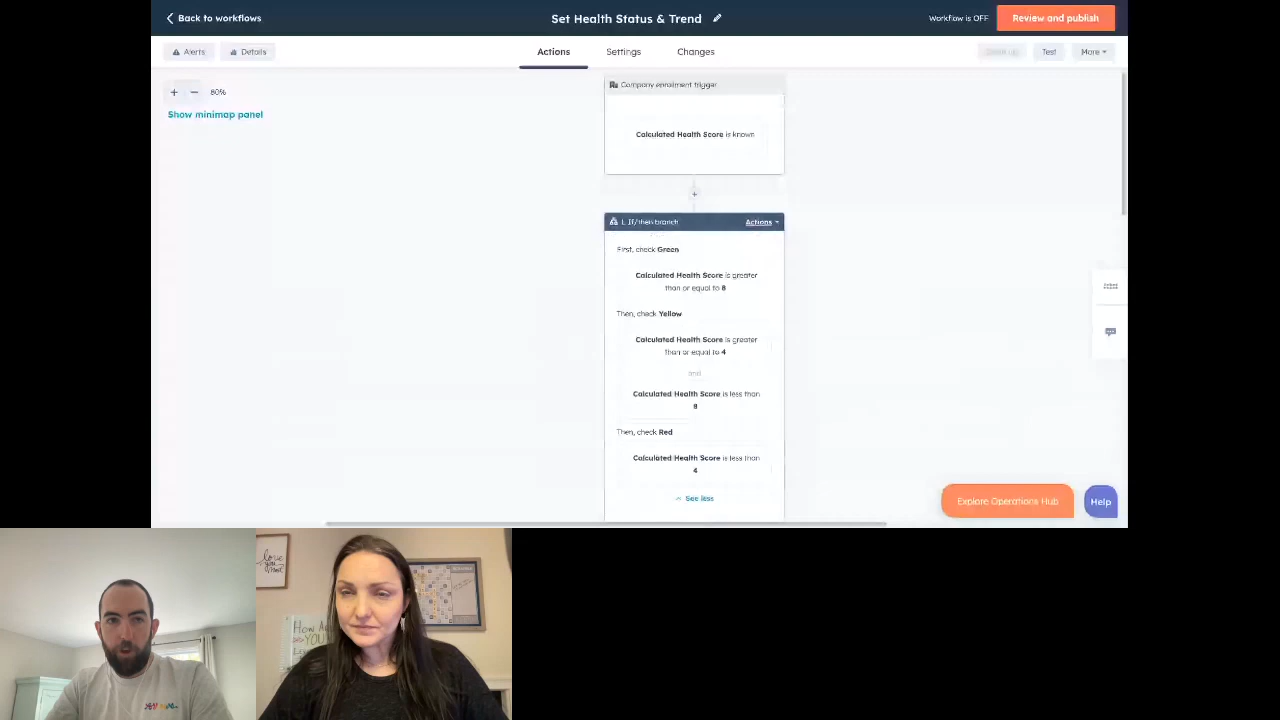 Back to workflows
Set Health Status & Trend
Workflow is OFF
Review and publish
Alerts
Details
Actions
Settings
Changes
Test
More
+ − 80%
Show minimap panel
Company enrollment trigger
Calculated Health Score is known
+
1. If/then branch
Actions
First, check Green
Calculated Health Score is greater
than or equal to 8
Then, check Yellow
Calculated Health Score is greater
than or equal to 4
and
Calculated Health Score is less than
8
Then, check Red
Calculated Health Score is less than
4
See less
Explore Operations Hub
Help
love
you
most